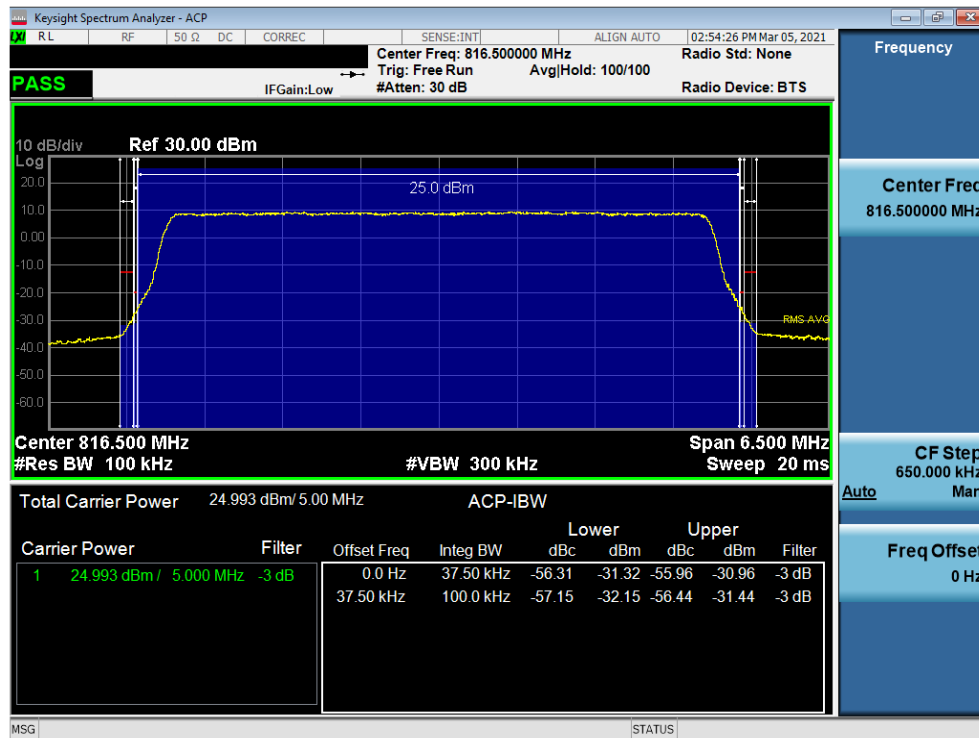 Keysight Spectrum Analyzer - ACP
LXI RL RF 50 Ω DC CORREC SENSE:INT ALIGN AUTO 02:54:26 PM Mar 05, 2021
Center Freq: 816.500000 MHz Radio Std: None
Trig: Free Run Avg|Hold: 100/100
PASS IFGain:Low #Atten: 30 dB Radio Device: BTS
Frequency
10 dB/div Ref 30.00 dBm
Log
20.0
25.0 dBm
10.0
0.00
-10.0
-20.0
-30.0
RMS AVG
-40.0
-50.0
-60.0
Center 816.500 MHz Span 6.500 MHz
#Res BW 100 kHz #VBW 300 kHz Sweep 20 ms
Center Freq
816.500000 MHz
CF Step
650.000 kHz
Auto Man
Freq Offset
0 Hz
Total Carrier Power 24.993 dBm/ 5.00 MHz ACP-IBW
Lower Upper
Carrier Power Filter Offset Freq Integ BW dBc dBm dBc dBm Filter
1 24.993 dBm / 5.000 MHz -3 dB 0.0 Hz 37.50 kHz -56.31 -31.32 -55.96 -30.96 -3 dB
37.50 kHz 100.0 kHz -57.15 -32.15 -56.44 -31.44 -3 dB
MSG STATUS